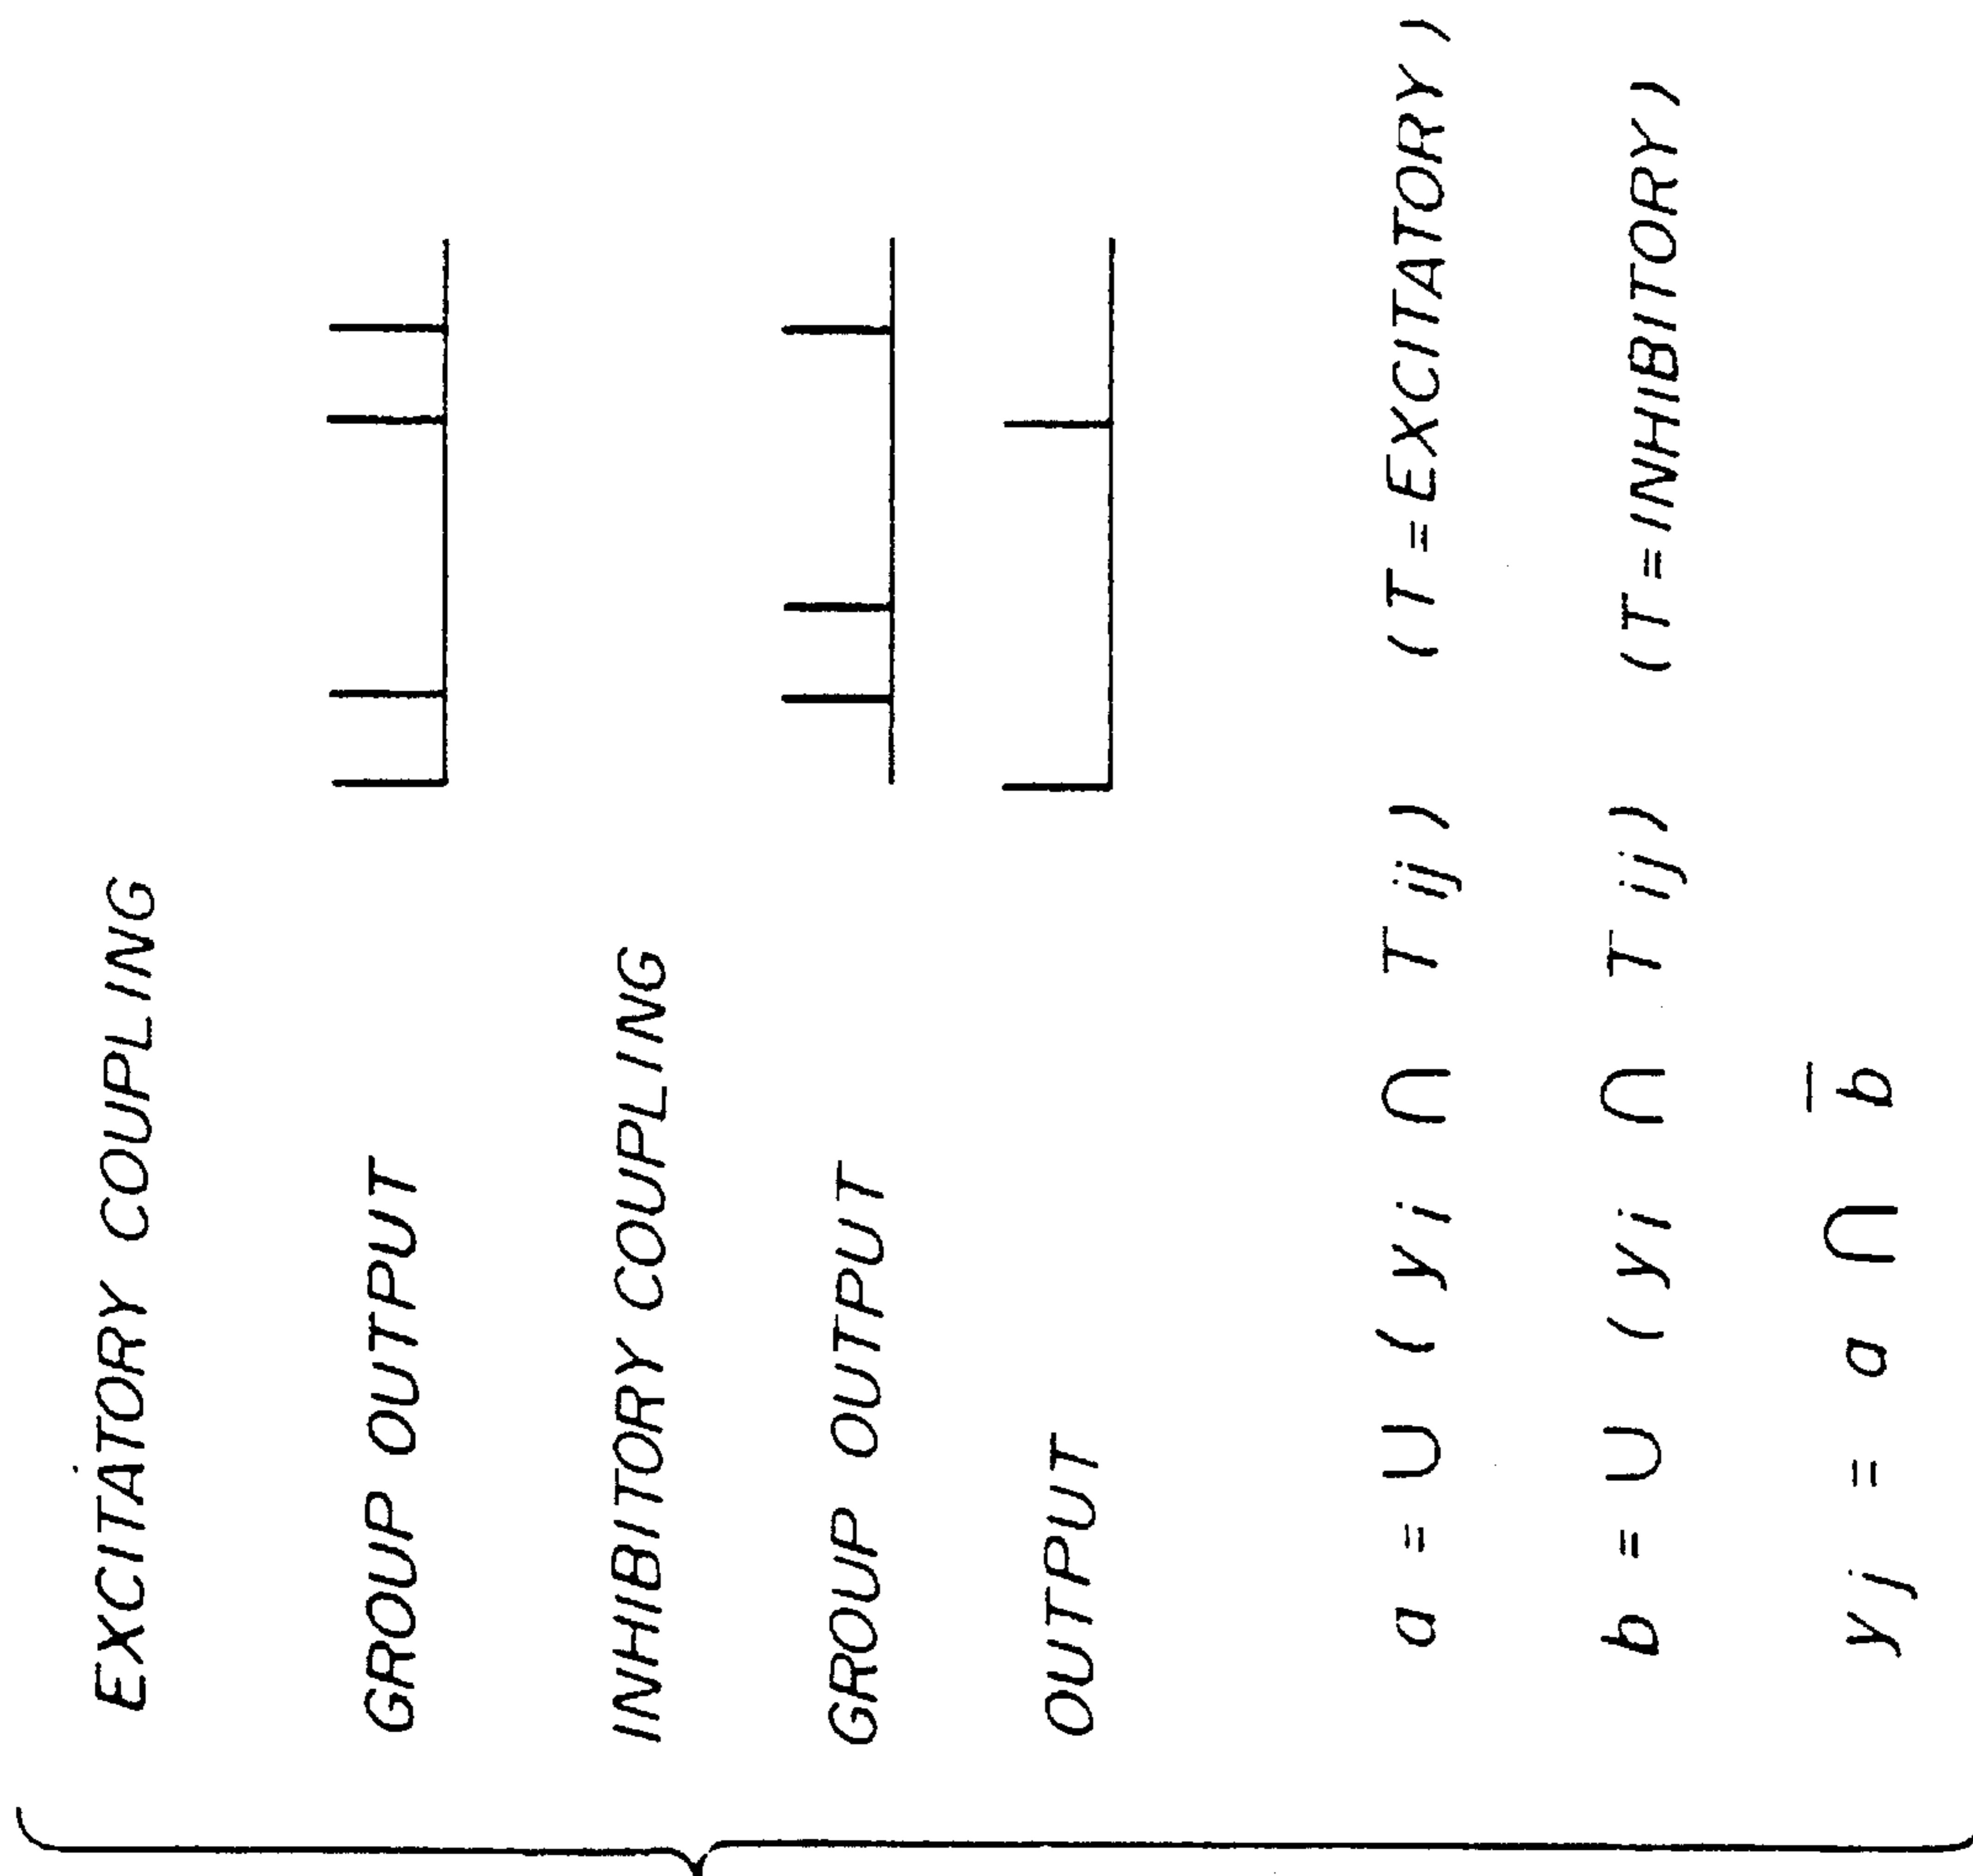 EXCITATORY COUPLING
GROUP OUTPUT
INHIBITORY COUPLING
GROUP OUTPUT
OUTPUT
a = ∪ ( yi ∩ Tij ) ( T = EXCITATORY )
b = ∪ ( yi ∩ Tij ) ( T = INHIBITORY )
yj = a ∩ b̅